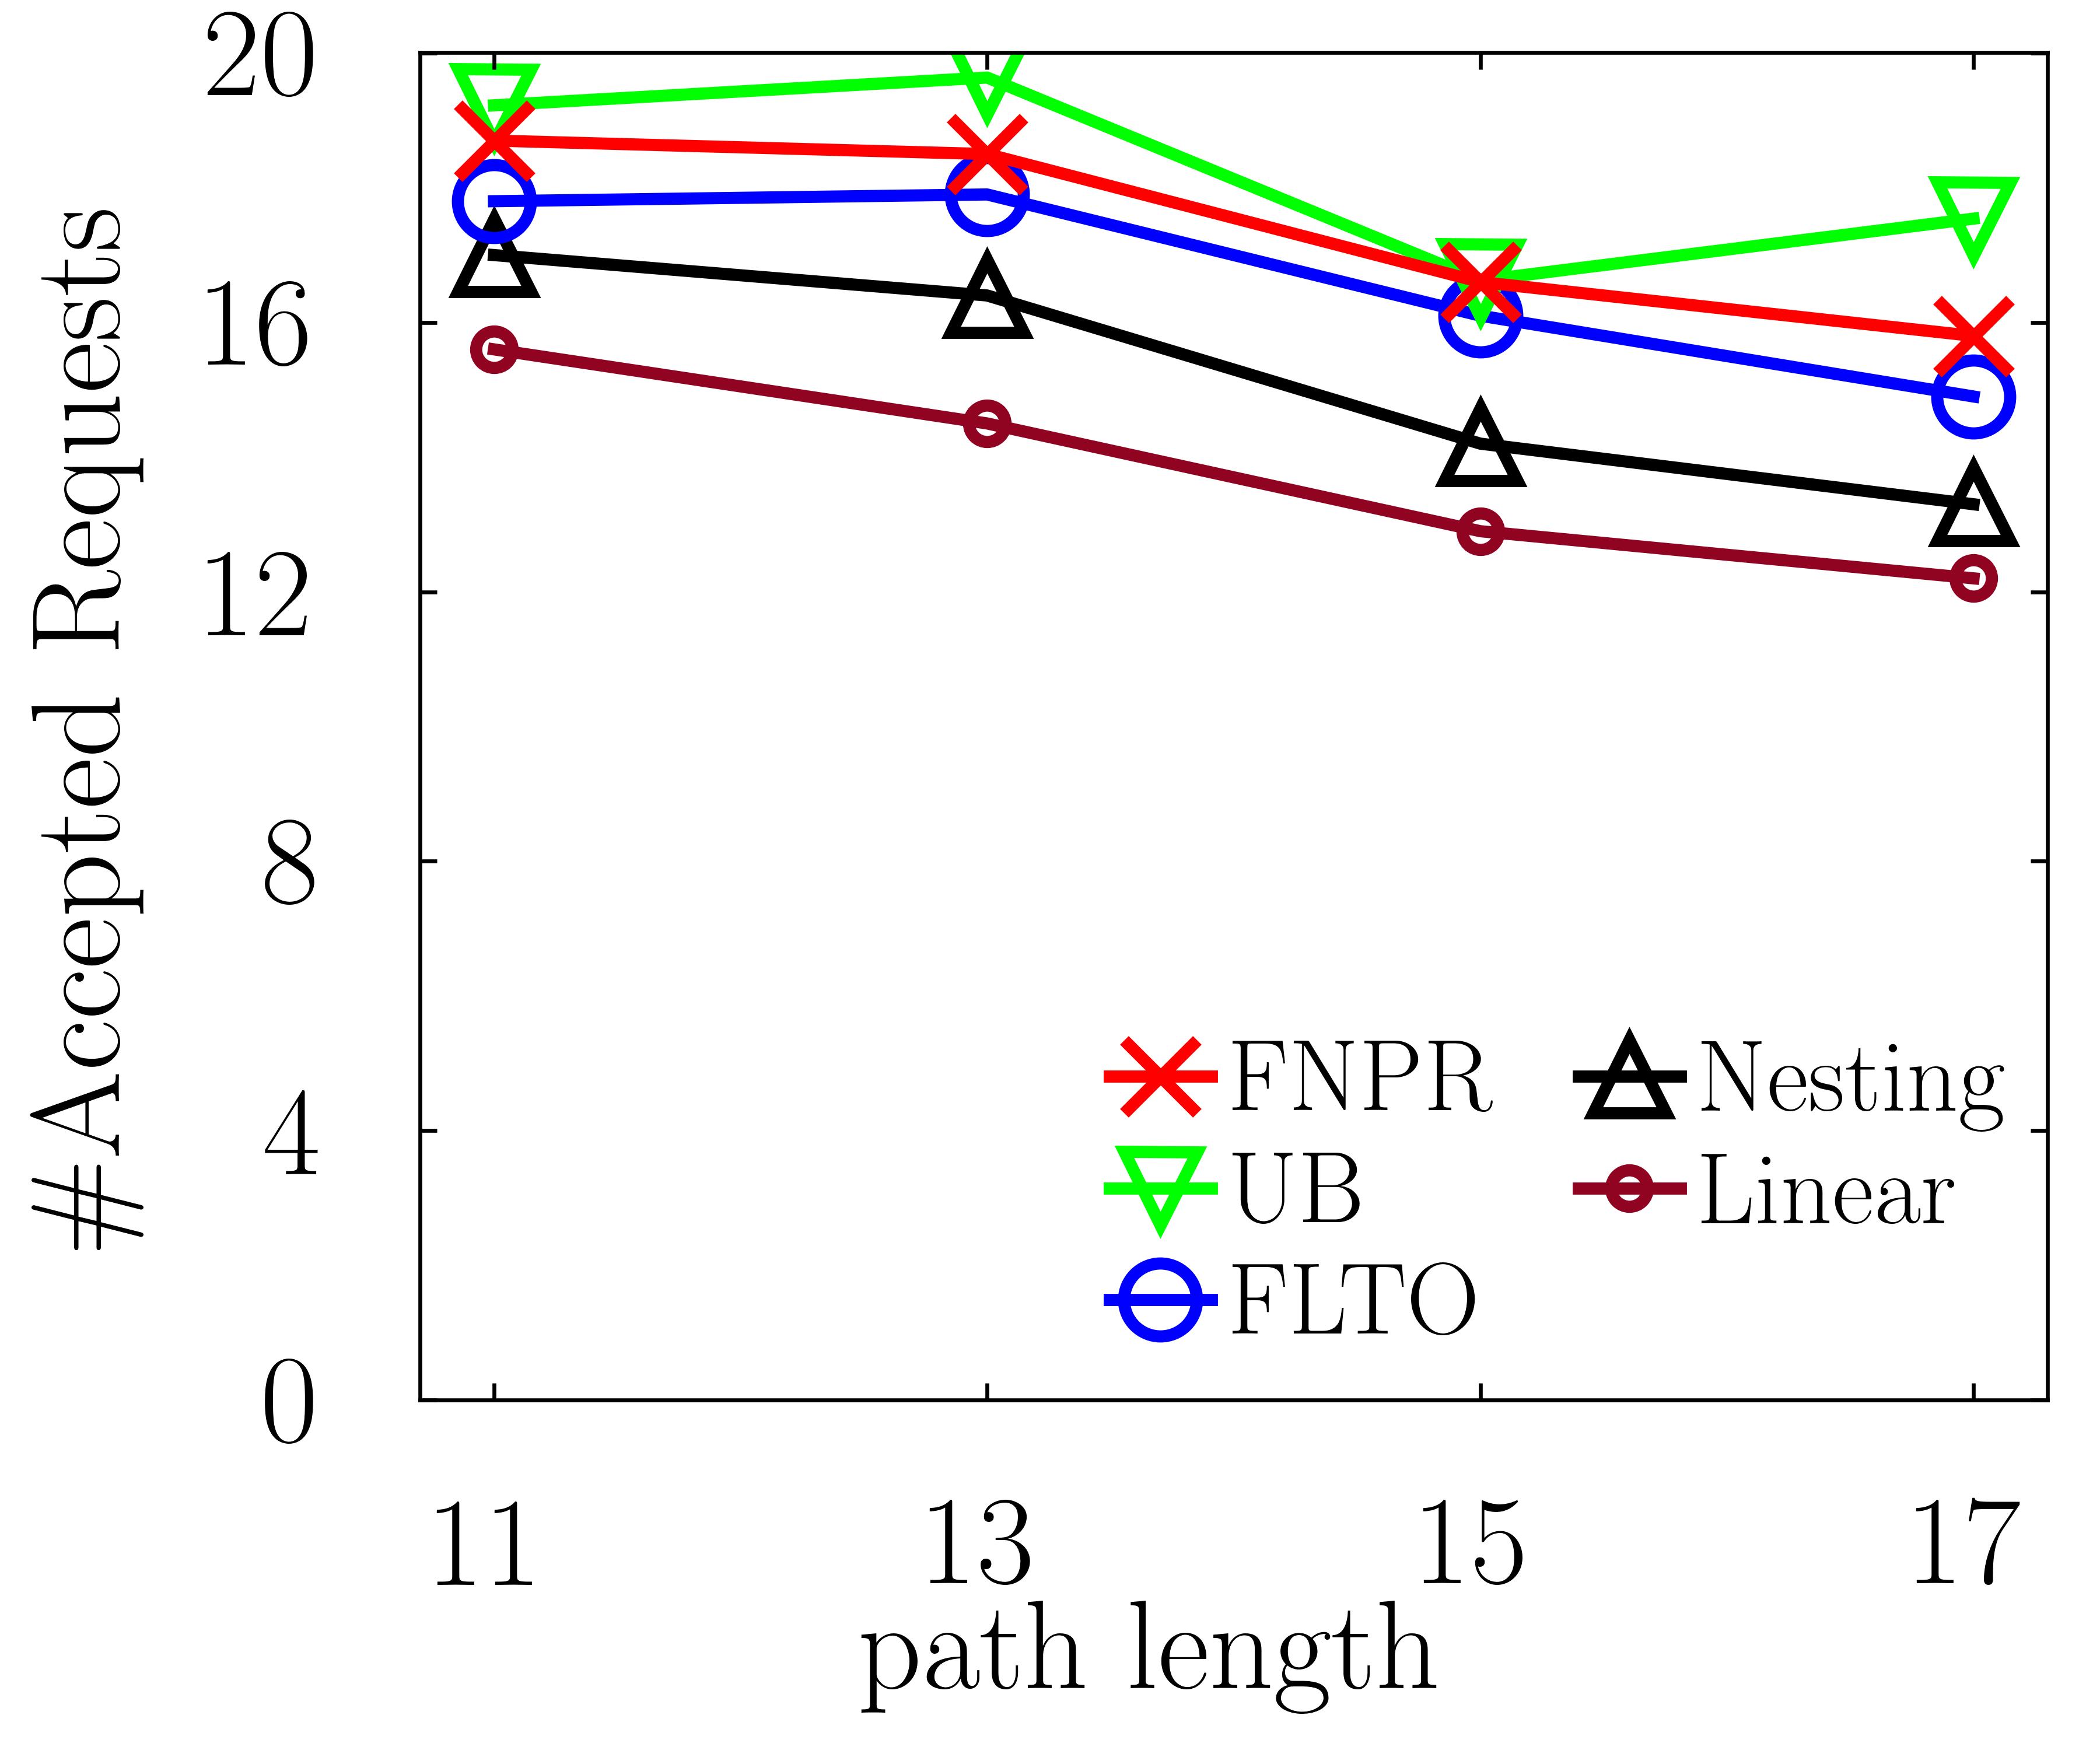 #Accepted Requests
20
16
12
8
4
0
FNPR
Nesting
UB
Linear
FLTO
11 13 15 17
path length